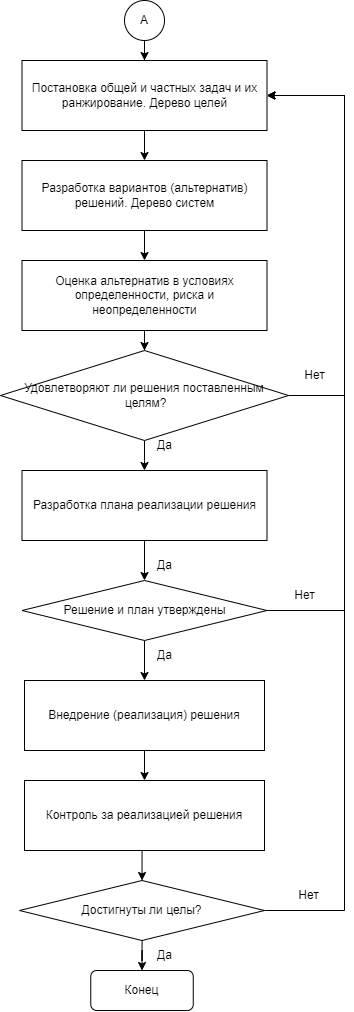 А
Постановка общей и частных задач и их
ранжирование. Дерево целей
Разработка вариантов (альтернатив)
решений. Дерево систем
Оценка альтернатив в условиях
определенности, риска и
неопределенности
Удовлетворяют ли решения поставленным
целям?
Нет
Да
Разработка плана реализации решения
Да
Решение и план утверждены
Нет
Да
Внедрение (реализация) решения
Контроль за реализацией решения
Достигнуты ли целы?
Нет
Да
Конец